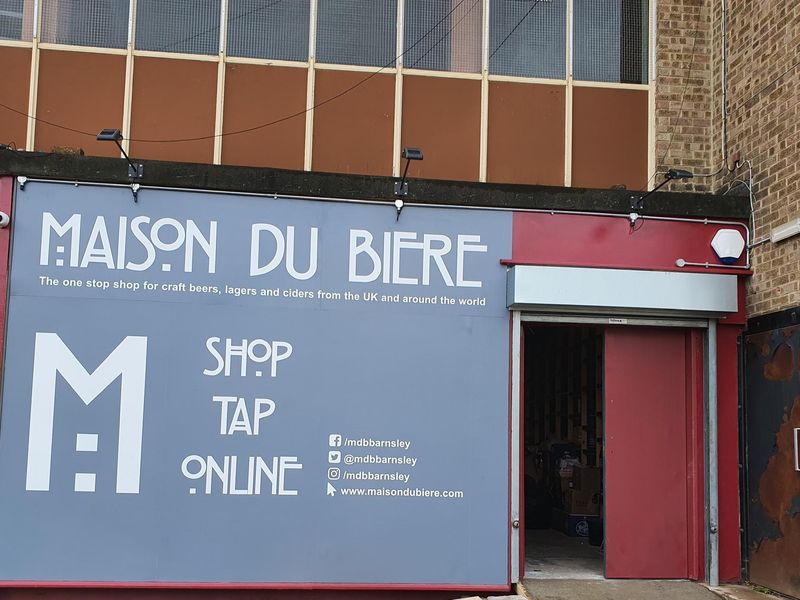 MAISON DU BIERE
The one stop shop for craft beers, lagers and ciders from the UK and around the world
M
SHOP
TAP
ONLINE
/mdbbarnsley
@mdbbarnsley
/mdbbarnsley
www.maisondubiere.com